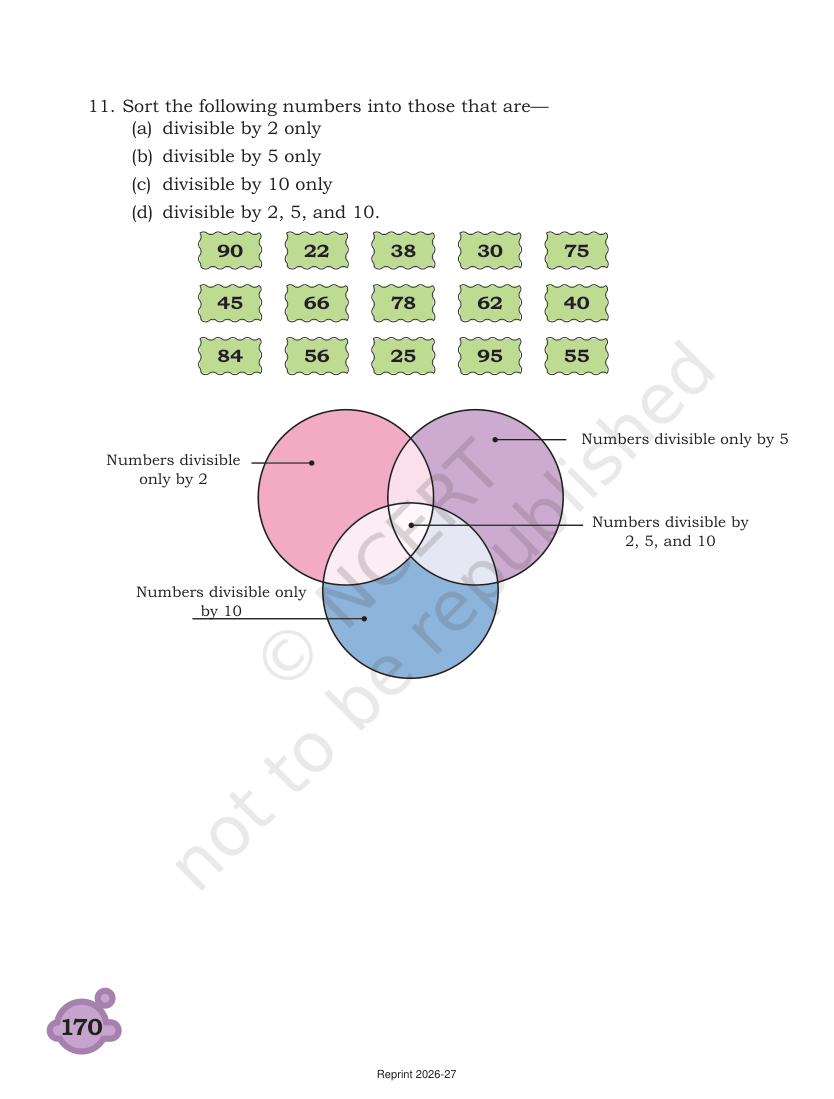 11. Sort the following numbers into those that are—
(a) divisible by 2 only
(b) divisible by 5 only
(c) divisible by 10 only
(d) divisible by 2, 5, and 10.
90 22 38 30 75
45 66 78 62 40
84 56 25 95 55
Numbers divisible only by 5
Numbers divisible
only by 2
Numbers divisible by
2, 5, and 10
Numbers divisible only
by 10
© NCERT
not to be republished
170
Reprint 2026-27